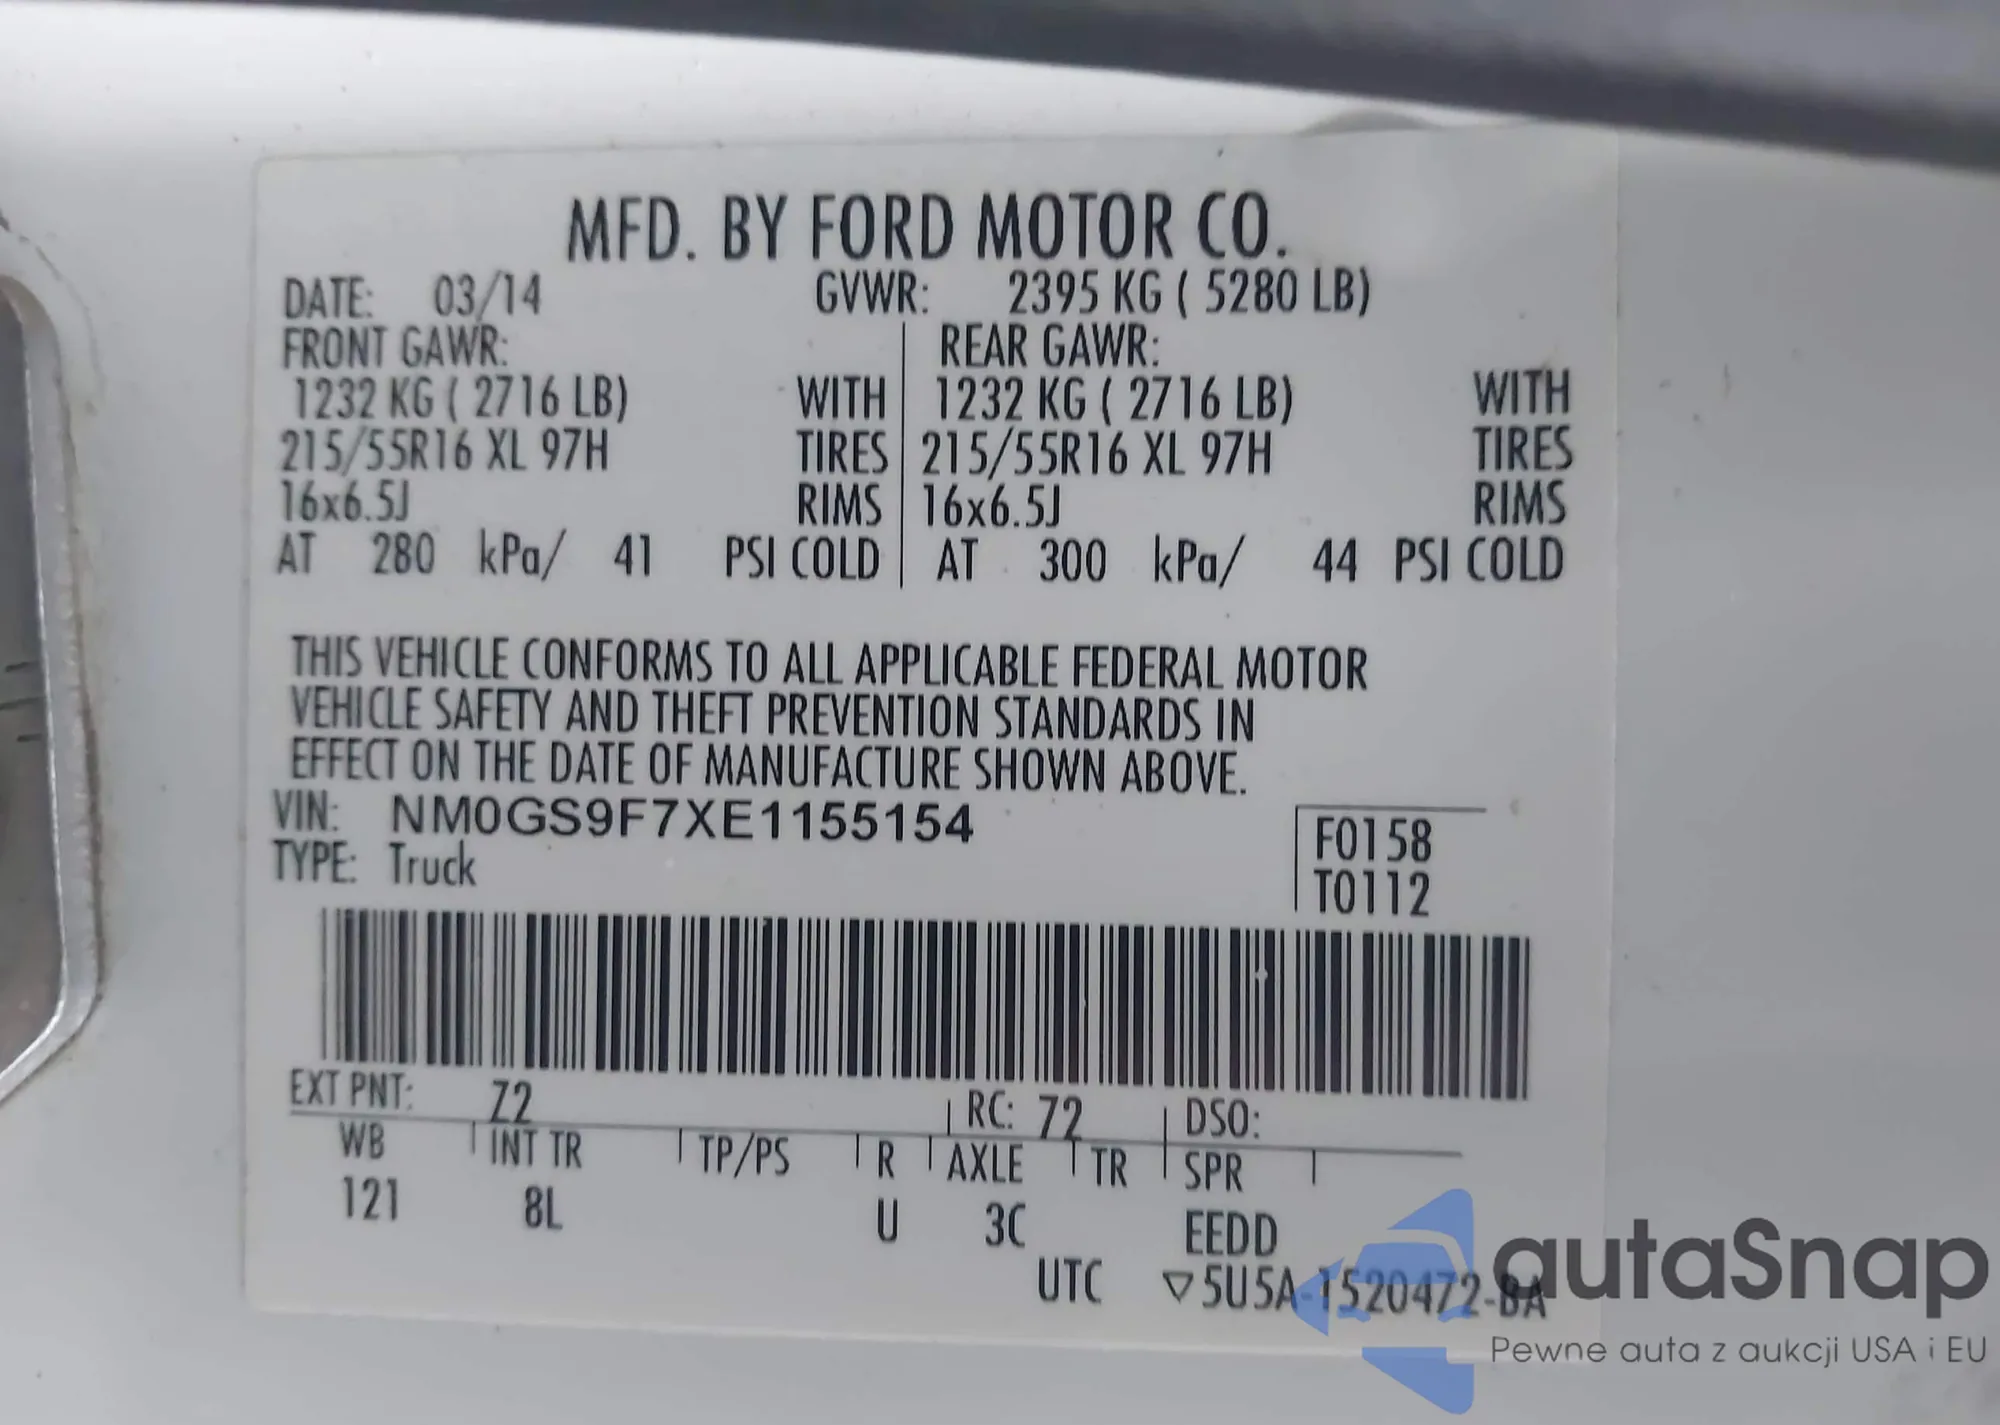 MFD. BY FORD MOTOR CO.
DATE: 03/14 GVWR: 2395 KG ( 5280 LB)
FRONT GAWR: REAR GAWR:
1232 KG ( 2716 LB) WITH 1232 KG ( 2716 LB) WITH
215/55R16 XL 97H TIRES 215/55R16 XL 97H TIRES
16x6.5J RIMS 16x6.5J RIMS
AT 280 kPa/ 41 PSI COLD AT 300 kPa/ 44 PSI COLD
THIS VEHICLE CONFORMS TO ALL APPLICABLE FEDERAL MOTOR
VEHICLE SAFETY AND THEFT PREVENTION STANDARDS IN
EFFECT ON THE DATE OF MANUFACTURE SHOWN ABOVE.
VIN: NM0GS9F7XE1155154
F0158
TYPE: Truck
T0112
EXT PNT: Z2 RC: 72 DSO:
WB INT TR TP/PS R AXLE TR SPR
121 8L U 3C EEDD
UTC ▽5U5A-1520472-BA
autaSnap
Pewne auta z aukcji USA i EU